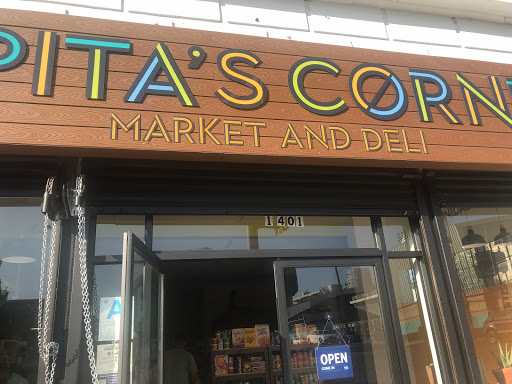 PITA'S CORN
MARKET AND DELI
1401
A
OPEN
COME IN